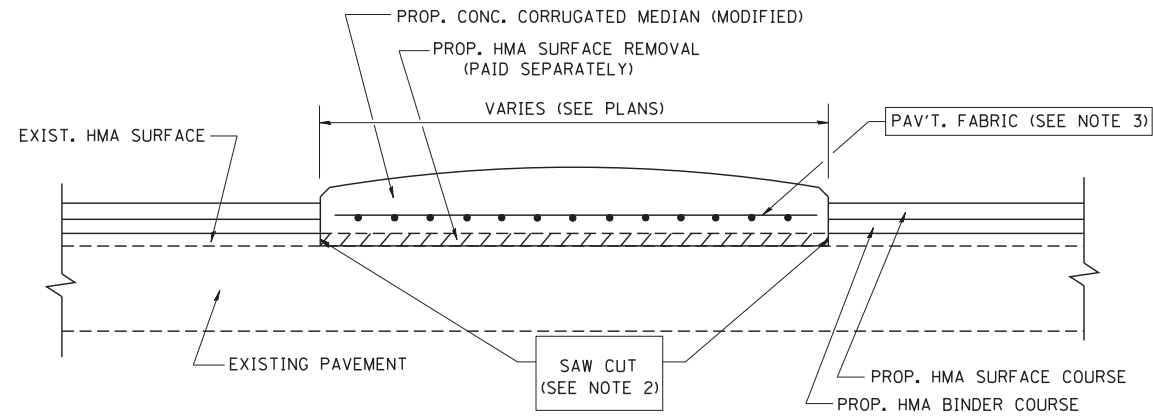 PROP. CONC. CORRUGATED MEDIAN (MODIFIED)
PROP. HMA SURFACE REMOVAL
(PAID SEPARATELY)
VARIES (SEE PLANS)
EXIST. HMA SURFACE
PAV'T. FABRIC (SEE NOTE 3)
EXISTING PAVEMENT
SAW CUT
(SEE NOTE 2)
PROP. HMA SURFACE COURSE
PROP. HMA BINDER COURSE